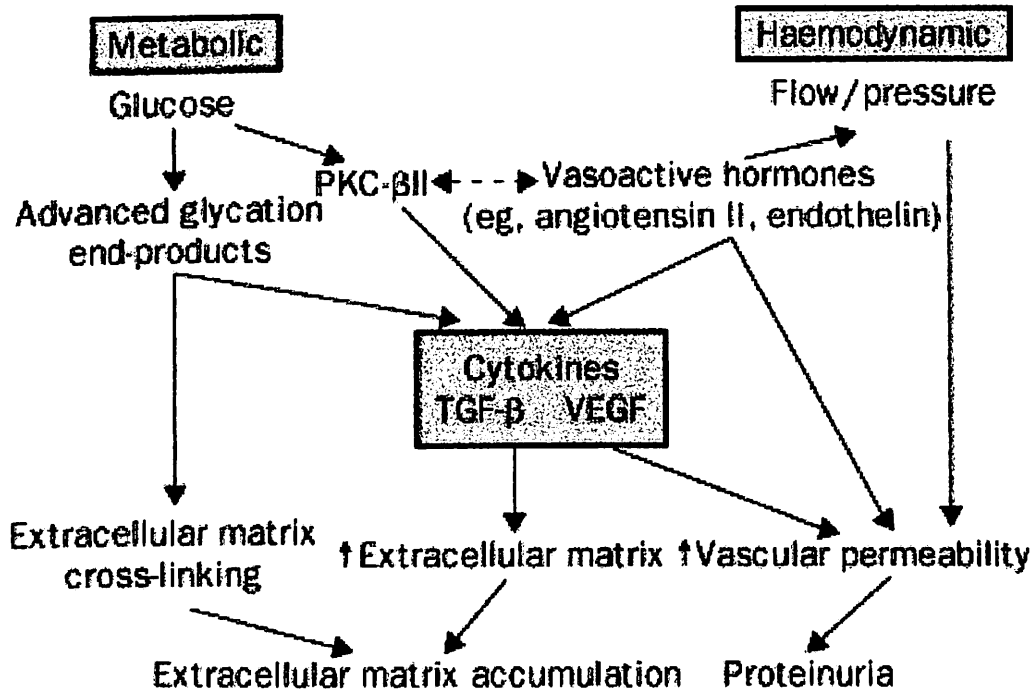 Metabolic
Haemodynamic
Glucose
Flow/pressure
PKC-βII
Vasoactive hormones
(eg, angiotensin II, endothelin)
Advanced glycation
end-products
Cytokines
TGF-β VEGF
Extracellular matrix
cross-linking
↑Extracellular matrix
↑Vascular permeability
Extracellular matrix accumulation
Proteinuria